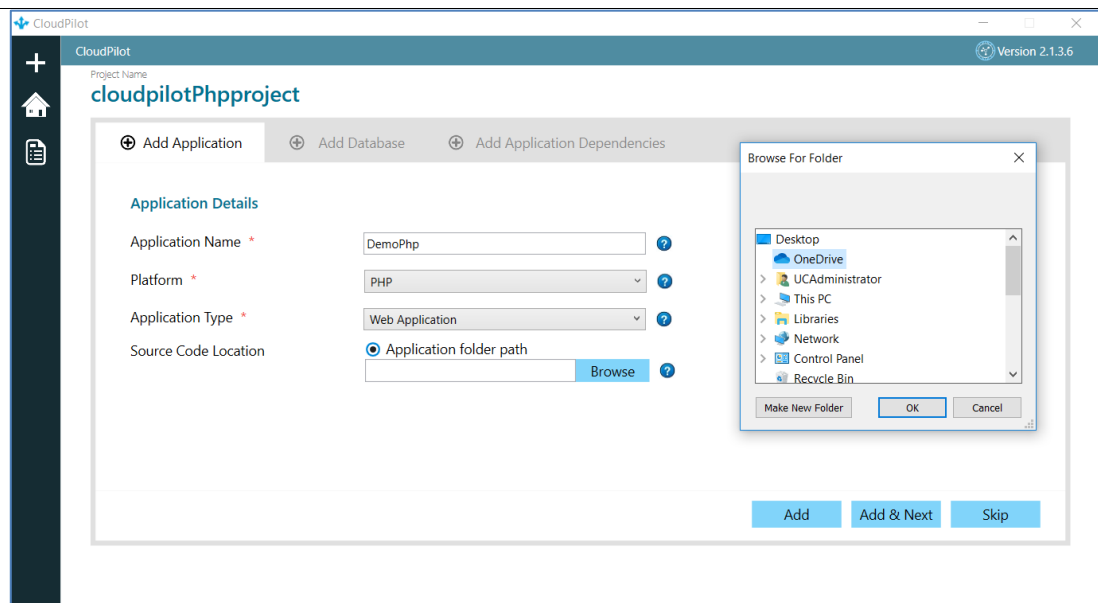 CloudPilot
CloudPilot
Version 2.1.3.6
Project Name
cloudpilotPhpproject
Add Application
Add Database
Add Application Dependencies
Application Details
Application Name *
DemoPhp
?
Platform *
PHP
?
Application Type *
Web Application
?
Source Code Location
Application folder path
Browse
?
Browse For Folder
Desktop
OneDrive
UCAdministrator
This PC
Libraries
Network
Control Panel
Recycle Bin
Make New Folder
OK
Cancel
Add
Add & Next
Skip